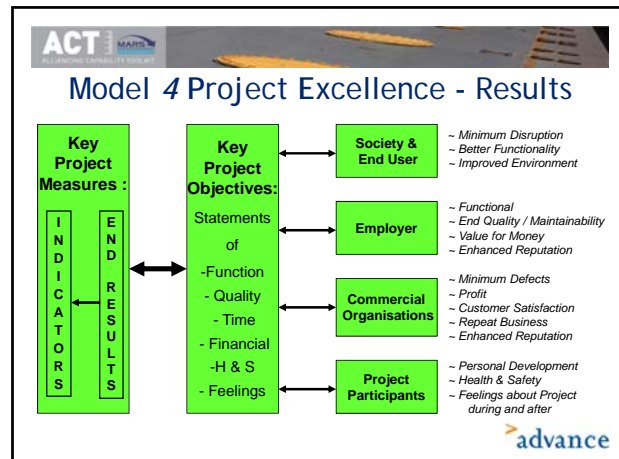 ACT MARS
ALLIANCING CAPABILITY TOOLKIT
Model 4 Project Excellence - Results
Key
Project
Measures :
INDICATORS
END RESULTS
Key
Project
Objectives:
Statements
of
-Function
- Quality
- Time
- Financial
-H & S
- Feelings
Society &
End User
~ Minimum Disruption
~ Better Functionality
~ Improved Environment
Employer
~ Functional
~ End Quality / Maintainability
~ Value for Money
~ Enhanced Reputation
Commercial
Organisations
~ Minimum Defects
~ Profit
~ Customer Satisfaction
~ Repeat Business
~ Enhanced Reputation
Project
Participants
~ Personal Development
~ Health & Safety
~ Feelings about Project
during and after
advance